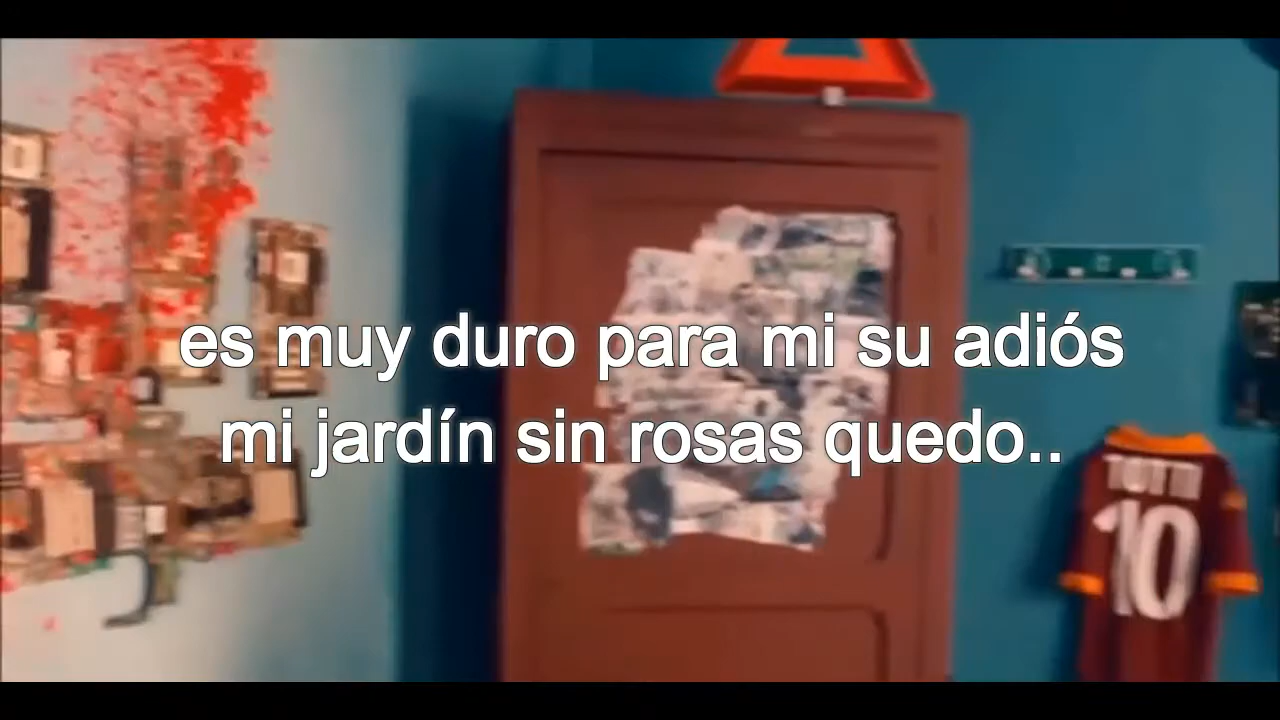 es muy duro para mi su adiós
mi jardín sin rosas quedo..
TOTTI
10